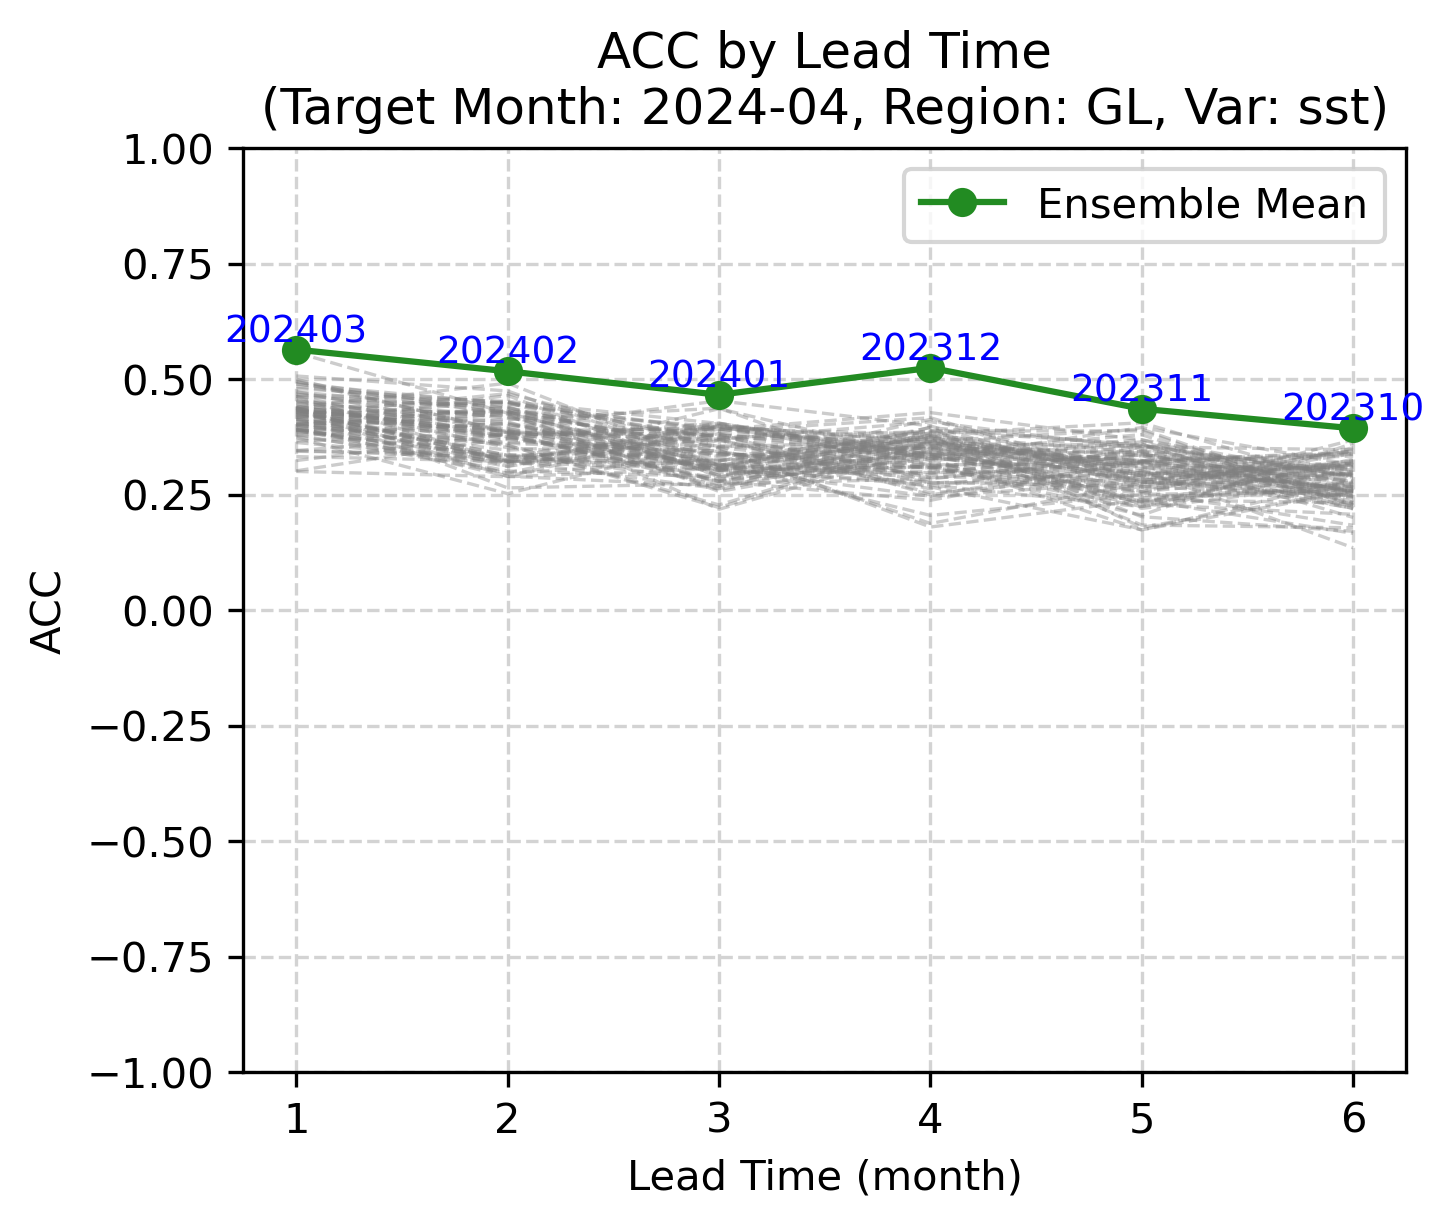 ACC by Lead Time
(Target Month: 2024-04, Region: GL, Var: sst)
1.00
Ensemble Mean
0.75
202403
202402
202401
202312
202311
202310
0.50
0.25
0.00
−0.25
−0.50
−0.75
−1.00
ACC
1 2 3 4 5 6
Lead Time (month)